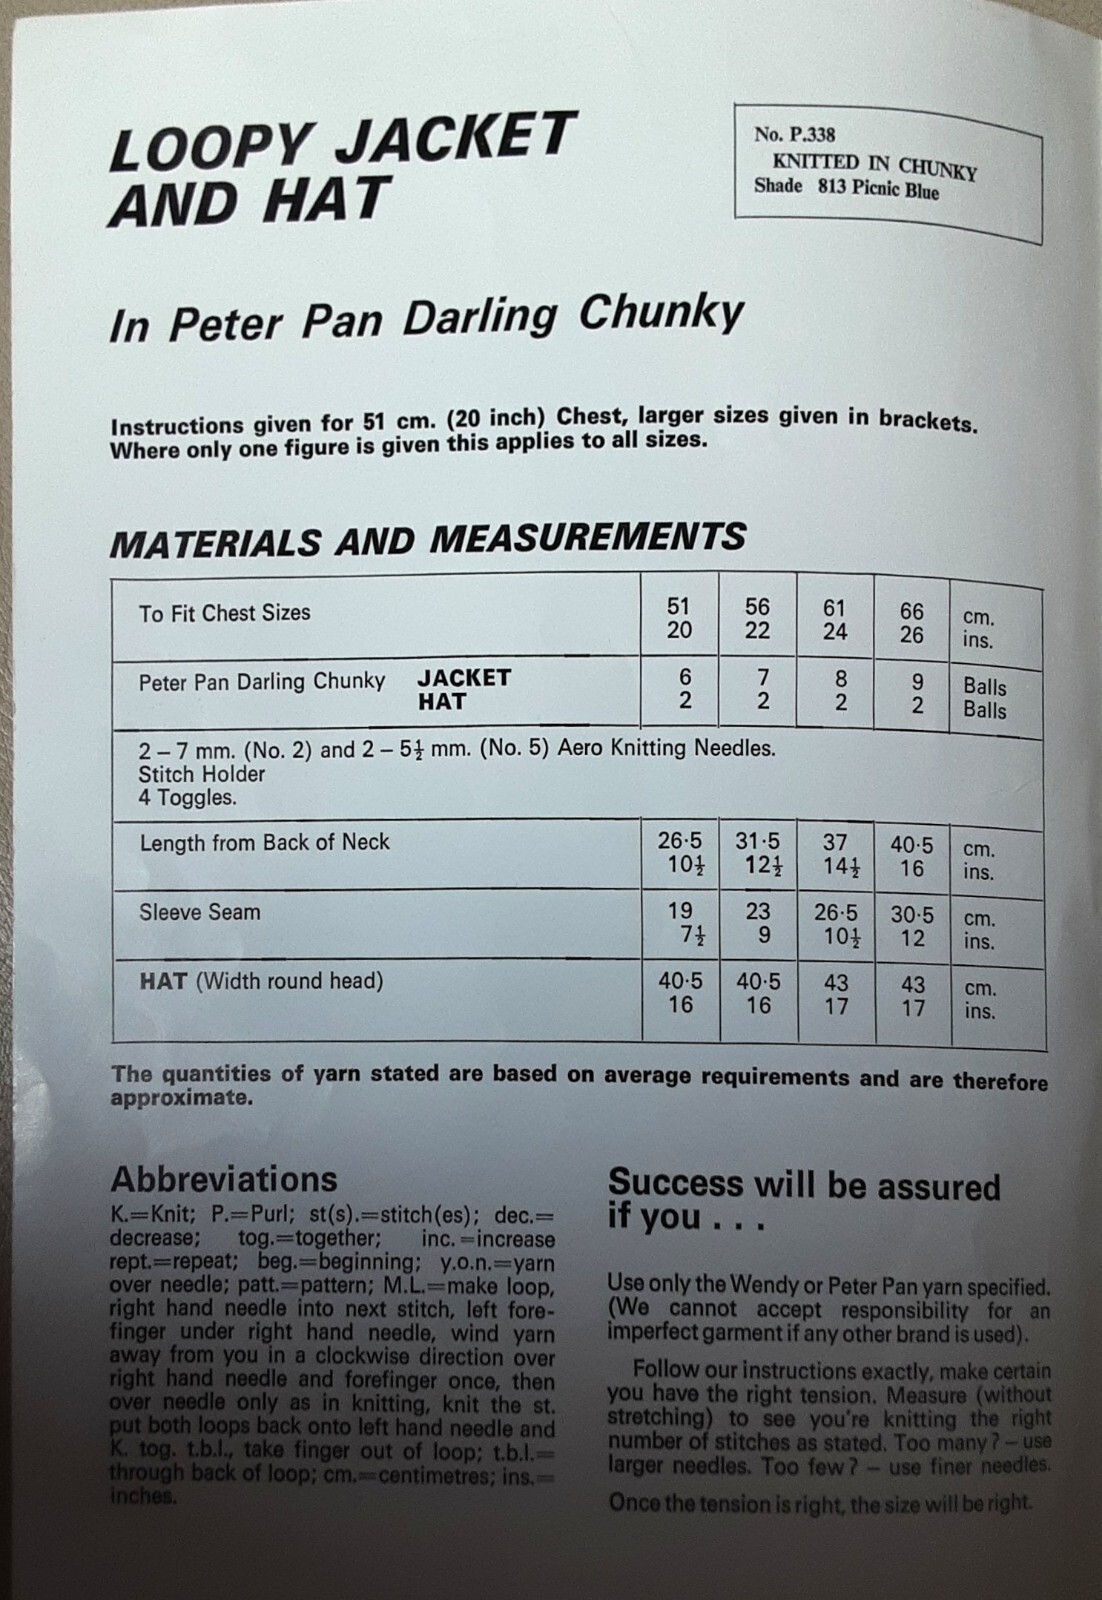 LOOPY JACKET
AND HAT
No. P.338
KNITTED IN CHUNKY
Shade 813 Picnic Blue
In Peter Pan Darling Chunky
Instructions given for 51 cm. (20 inch) Chest, larger sizes given in brackets.
Where only one figure is given this applies to all sizes.
MATERIALS AND MEASUREMENTS
To Fit Chest Sizes 51 56 61 66 cm.
20 22 24 26 ins.
Peter Pan Darling Chunky JACKET 6 7 8 9 Balls
HAT 2 2 2 2 Balls
2 – 7 mm. (No. 2) and 2 – 5½ mm. (No. 5) Aero Knitting Needles.
Stitch Holder
4 Toggles.
Length from Back of Neck 26·5 31·5 37 40·5 cm.
10½ 12½ 14½ 16 ins.
Sleeve Seam 19 23 26·5 30·5 cm.
7½ 9 10½ 12 ins.
HAT (Width round head) 40·5 40·5 43 43 cm.
16 16 17 17 ins.
The quantities of yarn stated are based on average requirements and are therefore
approximate.
Abbreviations
K.=Knit; P.=Purl; st(s).=stitch(es); dec.=
decrease; tog.=together; inc.=increase
rept.=repeat; beg.=beginning; y.o.n.=yarn
over needle; patt.=pattern; M.L.=make loop,
right hand needle into next stitch, left fore-
finger under right hand needle, wind yarn
away from you in a clockwise direction over
right hand needle and forefinger once, then
over needle only as in knitting, knit the st.
put both loops back onto left hand needle and
K. tog. t.b.l., take finger out of loop; t.b.l.=
through back of loop; cm.=centimetres; ins.=
inches.
Success will be assured
if you . . .
Use only the Wendy or Peter Pan yarn specified.
(We cannot accept responsibility for an
imperfect garment if any other brand is used).
Follow our instructions exactly, make certain
you have the right tension. Measure (without
stretching) to see you're knitting the right
number of stitches as stated. Too many? – use
larger needles. Too few? – use finer needles.
Once the tension is right, the size will be right.